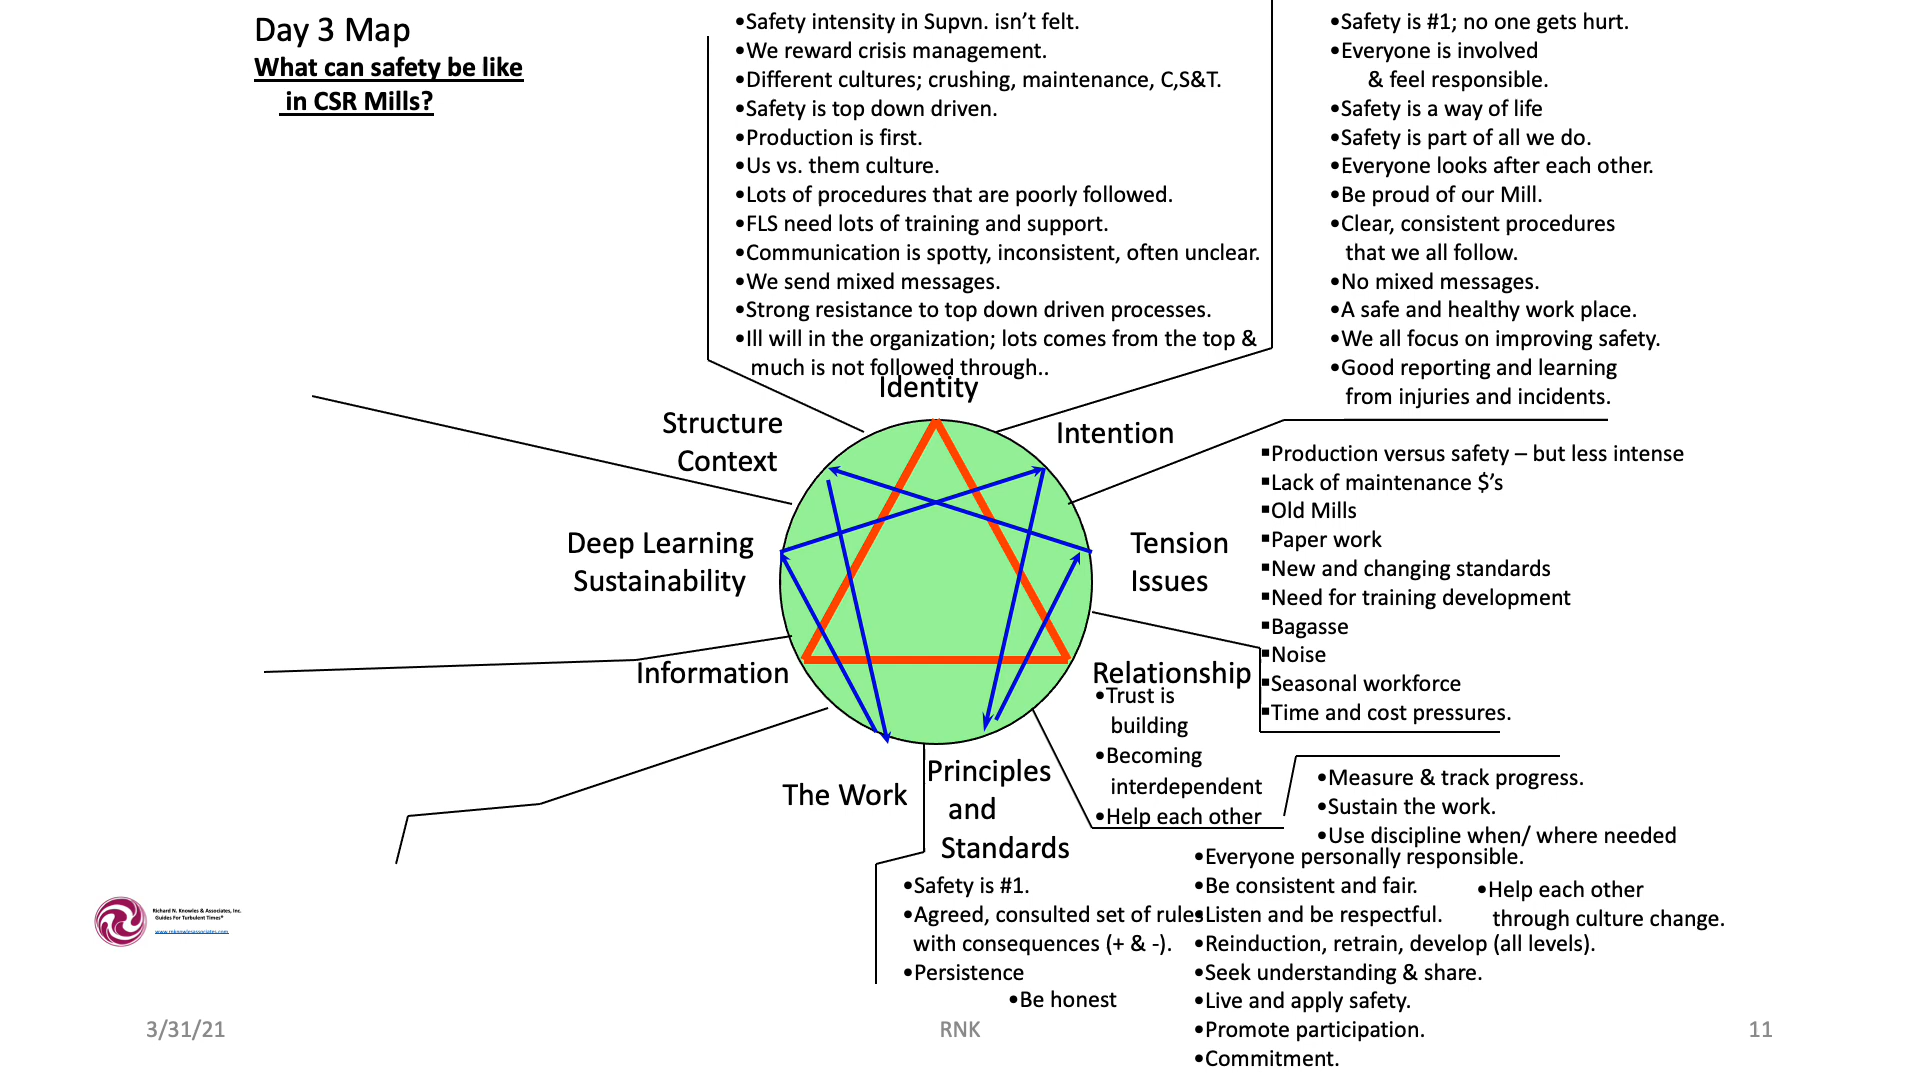 Day 3 Map
What can safety be like
in CSR Mills?
•Safety intensity in Supvn. isn’t felt.
•We reward crisis management.
•Different cultures; crushing, maintenance, C,S&T.
•Safety is top down driven.
•Production is first.
•Us vs. them culture.
•Lots of procedures that are poorly followed.
•FLS need lots of training and support.
•Communication is spotty, inconsistent, often unclear.
•We send mixed messages.
•Strong resistance to top down driven processes.
•Ill will in the organization; lots comes from the top &
much is not followed through..
•Safety is #1; no one gets hurt.
•Everyone is involved
& feel responsible.
•Safety is a way of life
•Safety is part of all we do.
•Everyone looks after each other.
•Be proud of our Mill.
•Clear, consistent procedures
that we all follow.
•No mixed messages.
•A safe and healthy work place.
•We all focus on improving safety.
•Good reporting and learning
from injuries and incidents.
Identity
Structure
Context
Intention
Deep Learning
Sustainability
Tension
Issues
▪Production versus safety – but less intense
▪Lack of maintenance $’s
▪Old Mills
▪Paper work
▪New and changing standards
▪Need for training development
▪Bagasse
▪Noise
▪Seasonal workforce
▪Time and cost pressures.
Information
Relationship
•Trust is
building
•Becoming
interdependent
•Help each other
The Work
Principles
and
Standards
•Measure & track progress.
•Sustain the work.
•Use discipline when/ where needed
•Safety is #1.
•Agreed, consulted set of rules
with consequences (+ & -).
•Persistence
•Be honest
•Everyone personally responsible.
•Be consistent and fair.
•Listen and be respectful.
•Reinduction, retrain, develop (all levels).
•Seek understanding & share.
•Live and apply safety.
•Promote participation.
•Commitment.
•Help each other
through culture change.
Richard N. Knowles & Associates, Inc.
Guides For Turbulent Times®
www.rnknowlesassociates.com
3/31/21
RNK
11